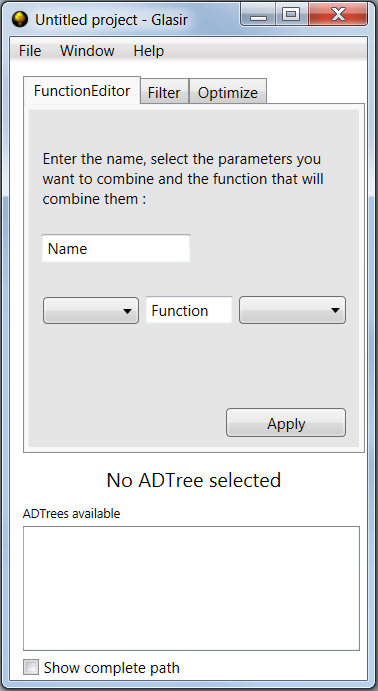 Untitled project - Glasir
File Window Help
FunctionEditor Filter Optimize
Enter the name, select the parameters you
want to combine and the function that will
combine them :
Name
Function
Apply
No ADTree selected
ADTrees available
Show complete path